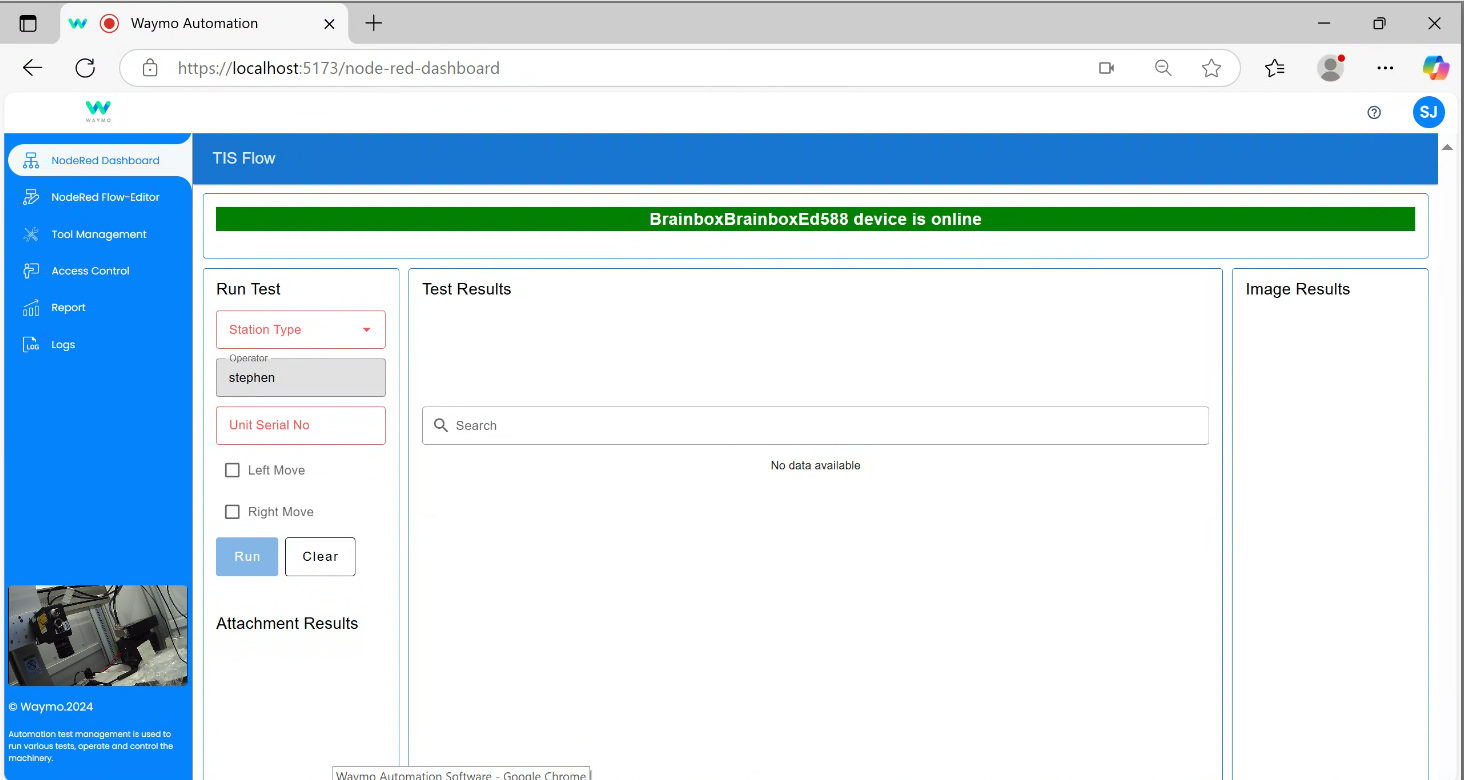 Waymo Automation
https://localhost:5173/node-red-dashboard
WAYMO
SJ
NodeRed Dashboard
NodeRed Flow-Editor
Tool Management
Access Control
Report
LOG
Logs
© Waymo.2024
Automation test management is used to
run various tests, operate and control the
machinery.
TIS Flow
BrainboxBrainboxEd588 device is online
Run Test
Station Type
Operator
stephen
Unit Serial No
Left Move
Right Move
Run Clear
Attachment Results
Test Results
Search
No data available
Image Results
Waymo Automation Software - Google Chrome